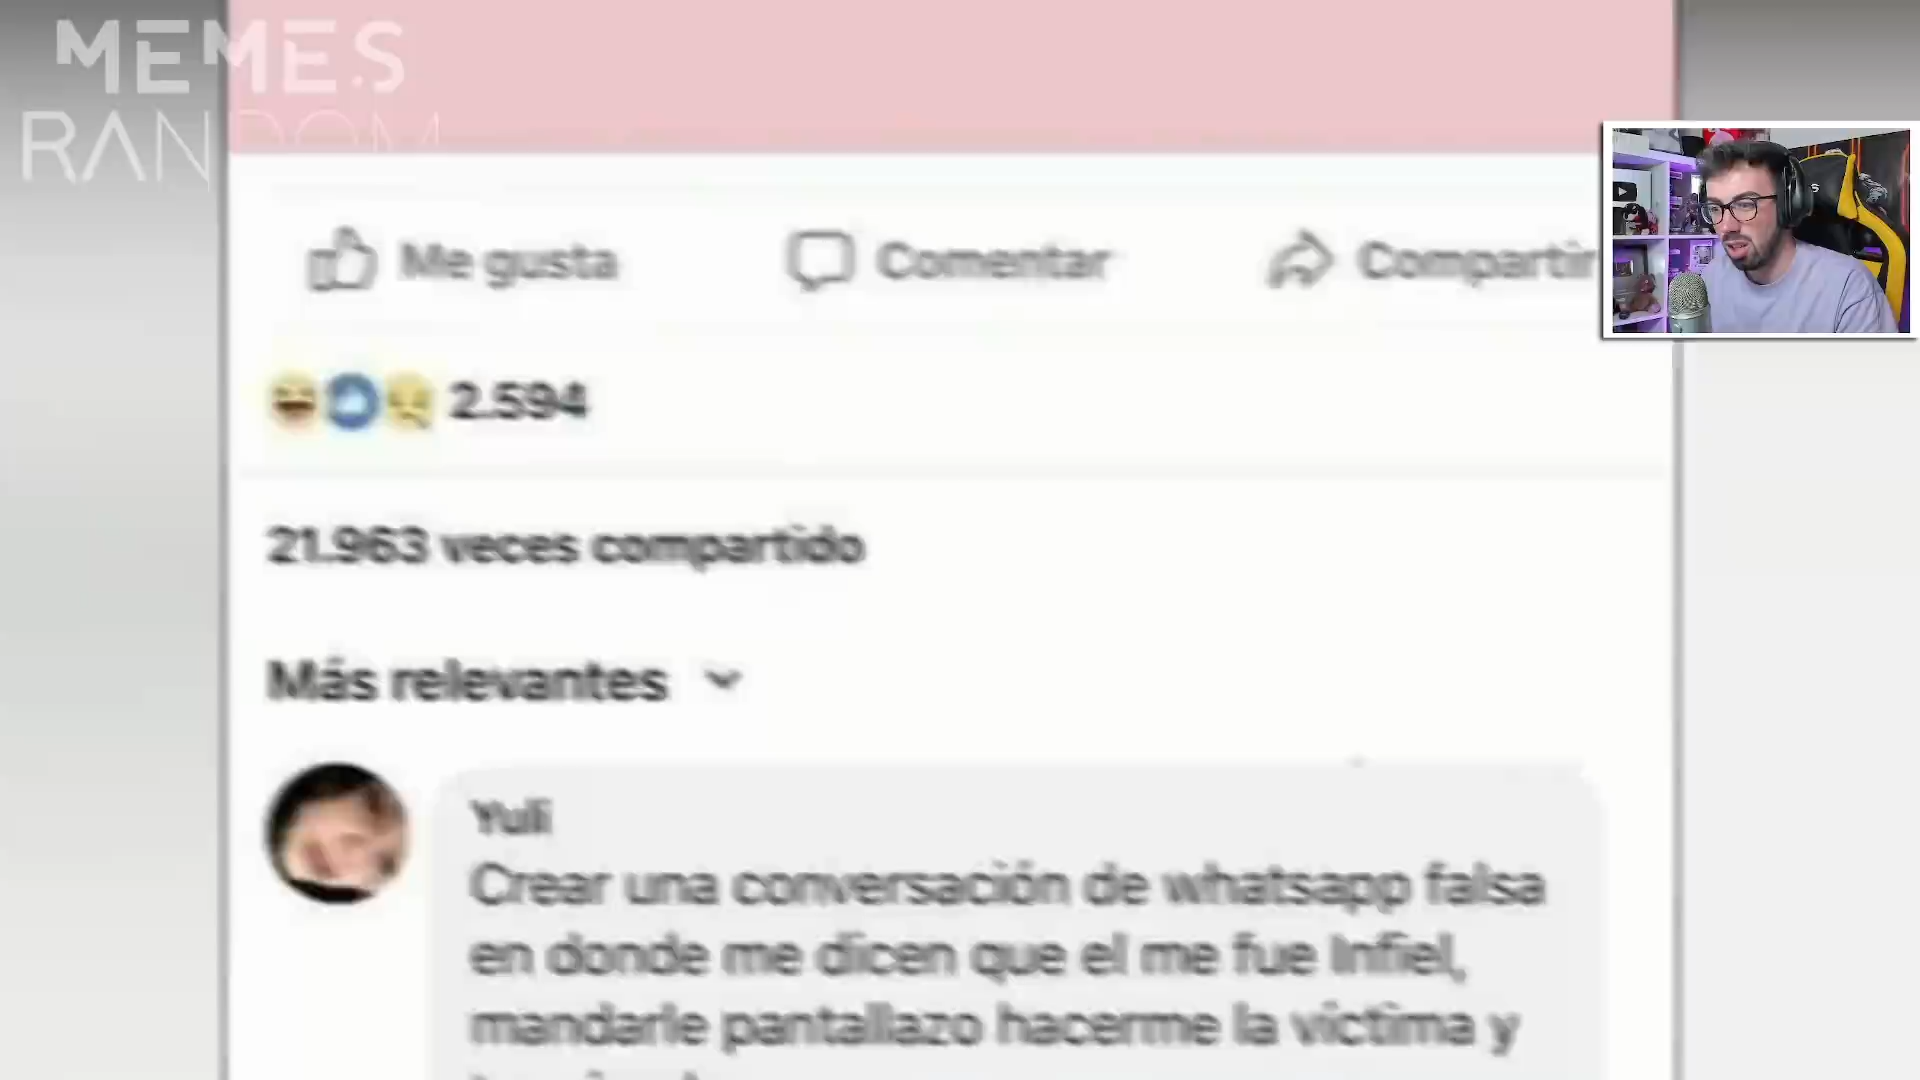 MEMES
RANDOM
Me gusta Comentar Compartir
2.594
21.963 veces compartido
Más relevantes
Yuli
Crear una conversación de whatsapp falsa
en donde me dicen que el me fue Infiel,
mandarle pantallazo hacerme la víctima y